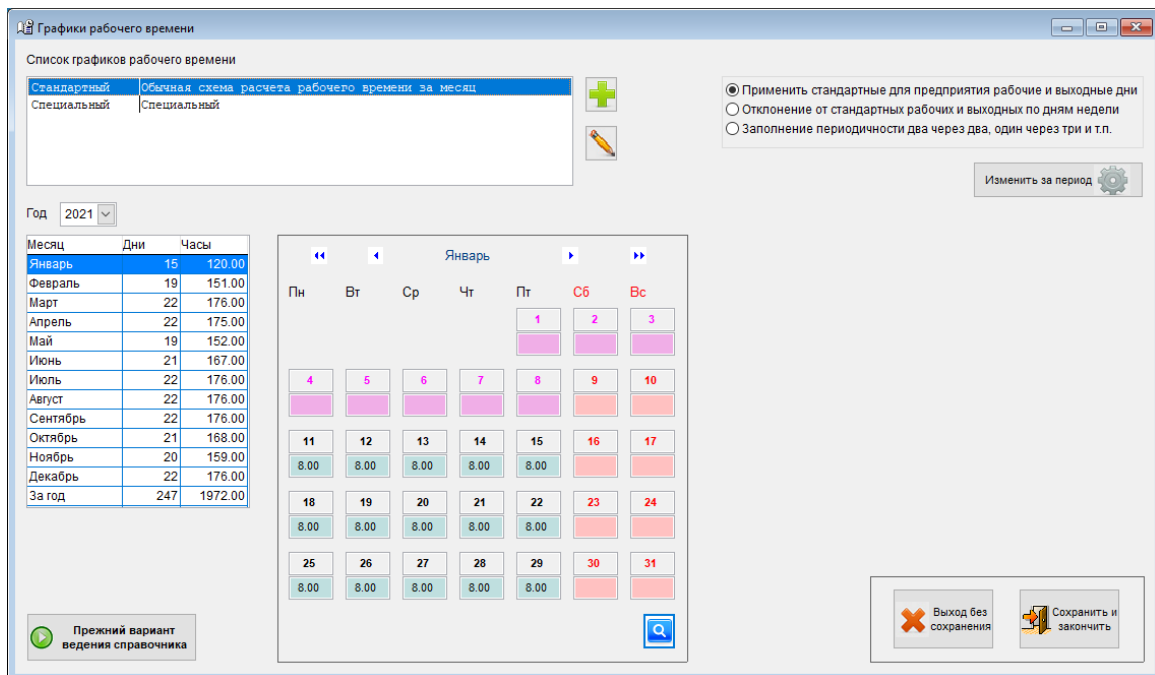 Графики рабочего времени
Список графиков рабочего времени
Стандартный Обычная схема расчета рабочего времени за месяц
Специальный Специальный
Применить стандартные для предприятия рабочие и выходные дни
Отклонение от стандартных рабочих и выходных по дням недели
Заполнение периодичности два через два, один через три и т.п.
Изменить за период
Год 2021
Месяц Дни Часы
Январь 15 120.00
Февраль 19 151.00
Март 22 176.00
Апрель 22 175.00
Май 19 152.00
Июнь 21 167.00
Июль 22 176.00
Август 22 176.00
Сентябрь 22 176.00
Октябрь 21 168.00
Ноябрь 20 159.00
Декабрь 22 176.00
За год 247 1972.00
Январь
Пн Вт Ср Чт Пт Сб Вс
1 2 3
4 5 6 7 8 9 10
11 12 13 14 15 16 17
8.00 8.00 8.00 8.00 8.00
18 19 20 21 22 23 24
8.00 8.00 8.00 8.00 8.00
25 26 27 28 29 30 31
8.00 8.00 8.00 8.00 8.00
Прежний вариант
ведения справочника
Выход без
сохранения
Сохранить и
закончить